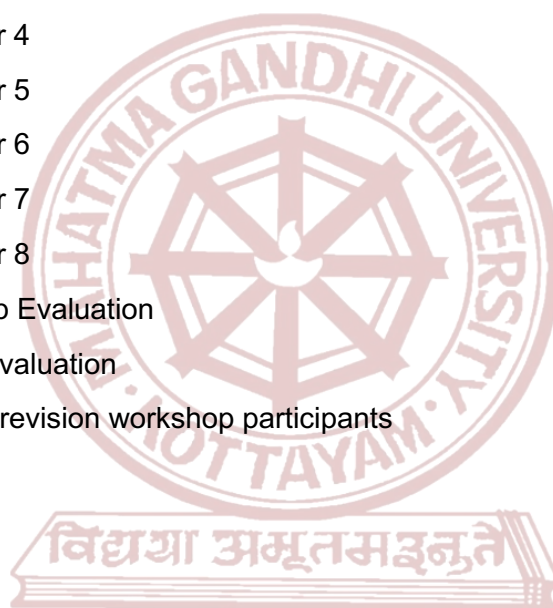 r 4
r 5
r 6
r 7
r 8
p Evaluation
valuation
revision workshop participants
MAHATMA GANDHI UNIVERSITY
KOTTAYAM
विद्यया अमृतमश्नुते